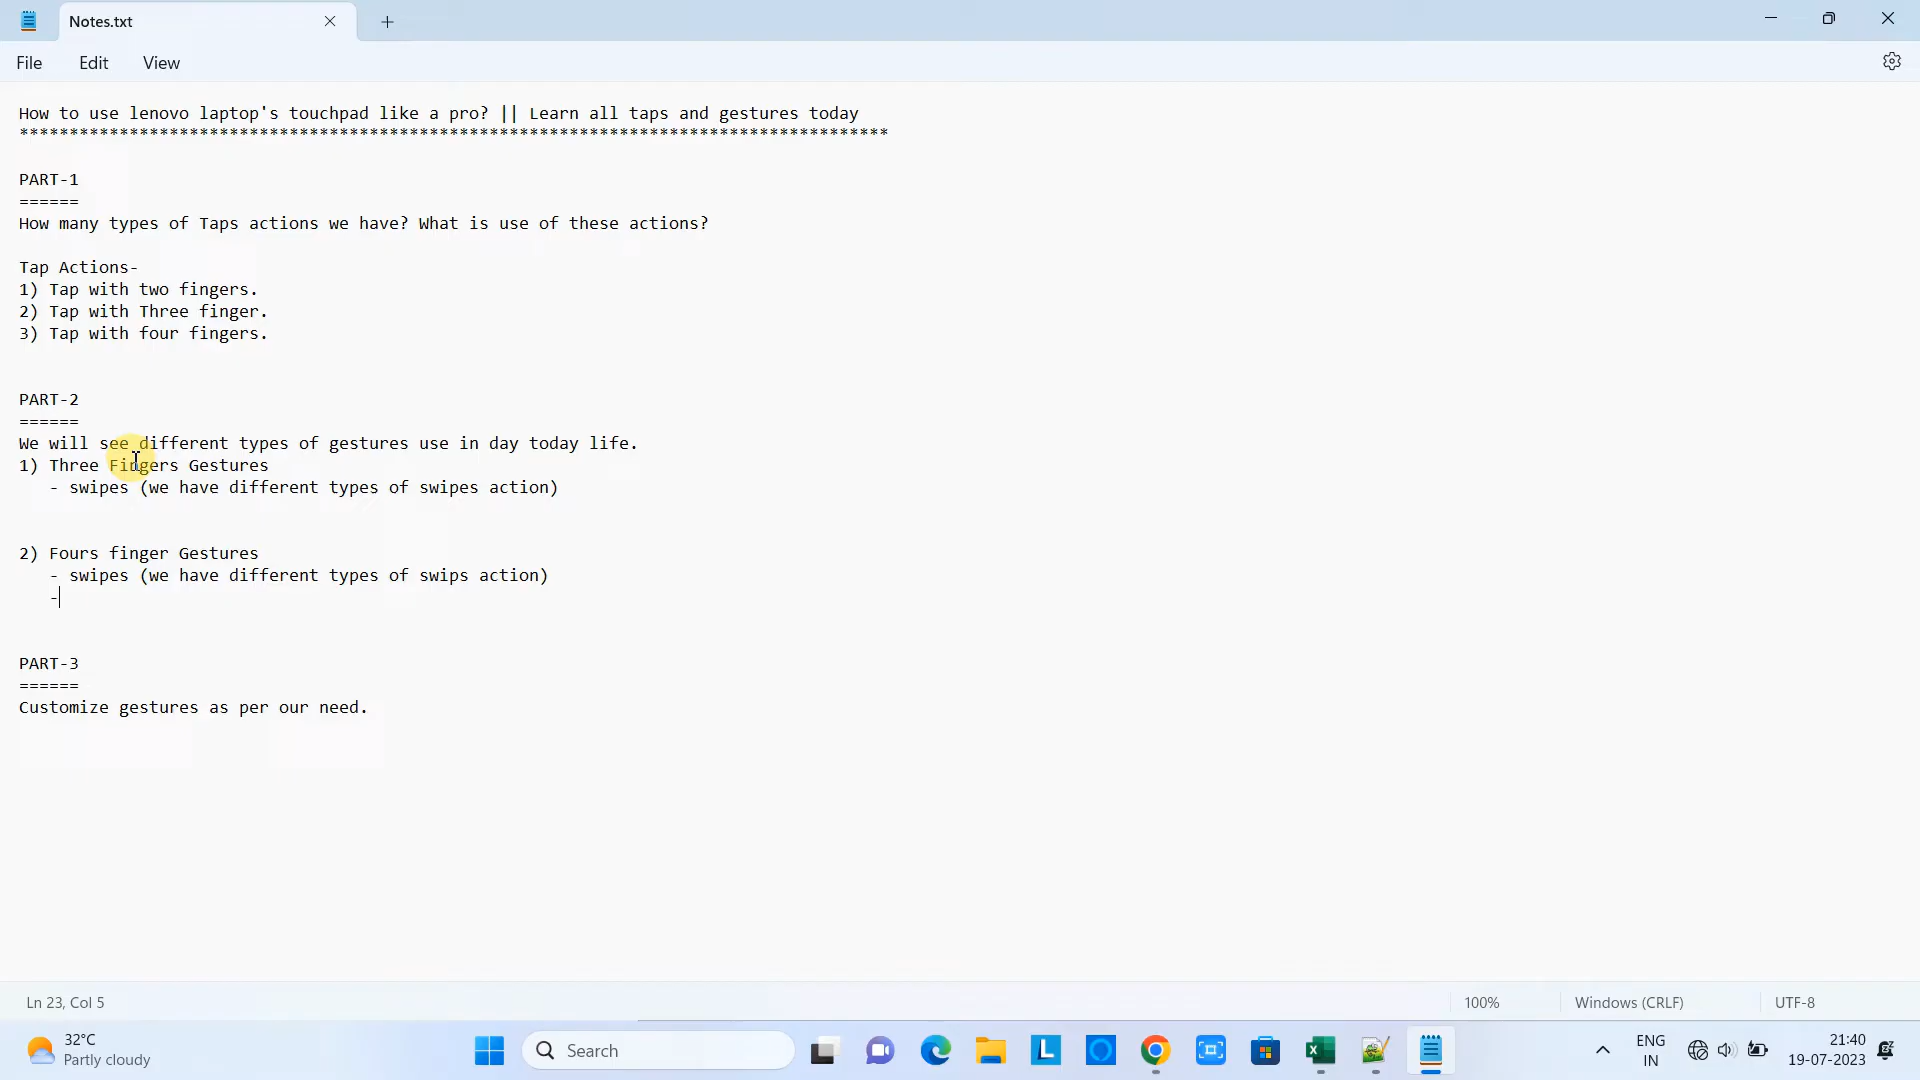 Notes.txt
File Edit View
How to use lenovo laptop's touchpad like a pro? || Learn all taps and gestures today
***************************************************************************************
PART-1
======
How many types of Taps actions we have? What is use of these actions?
Tap Actions-
1) Tap with two fingers.
2) Tap with Three finger.
3) Tap with four fingers.
PART-2
======
We will see different types of gestures use in day today life.
1) Three Fingers Gestures
- swipes (we have different types of swipes action)
2) Fours finger Gestures
- swipes (we have different types of swips action)
-
PART-3
======
Customize gestures as per our need.
Ln 23, Col 5 100% Windows (CRLF) UTF-8
32°C
Partly cloudy
Search
ENG
IN
21:40
19-07-2023